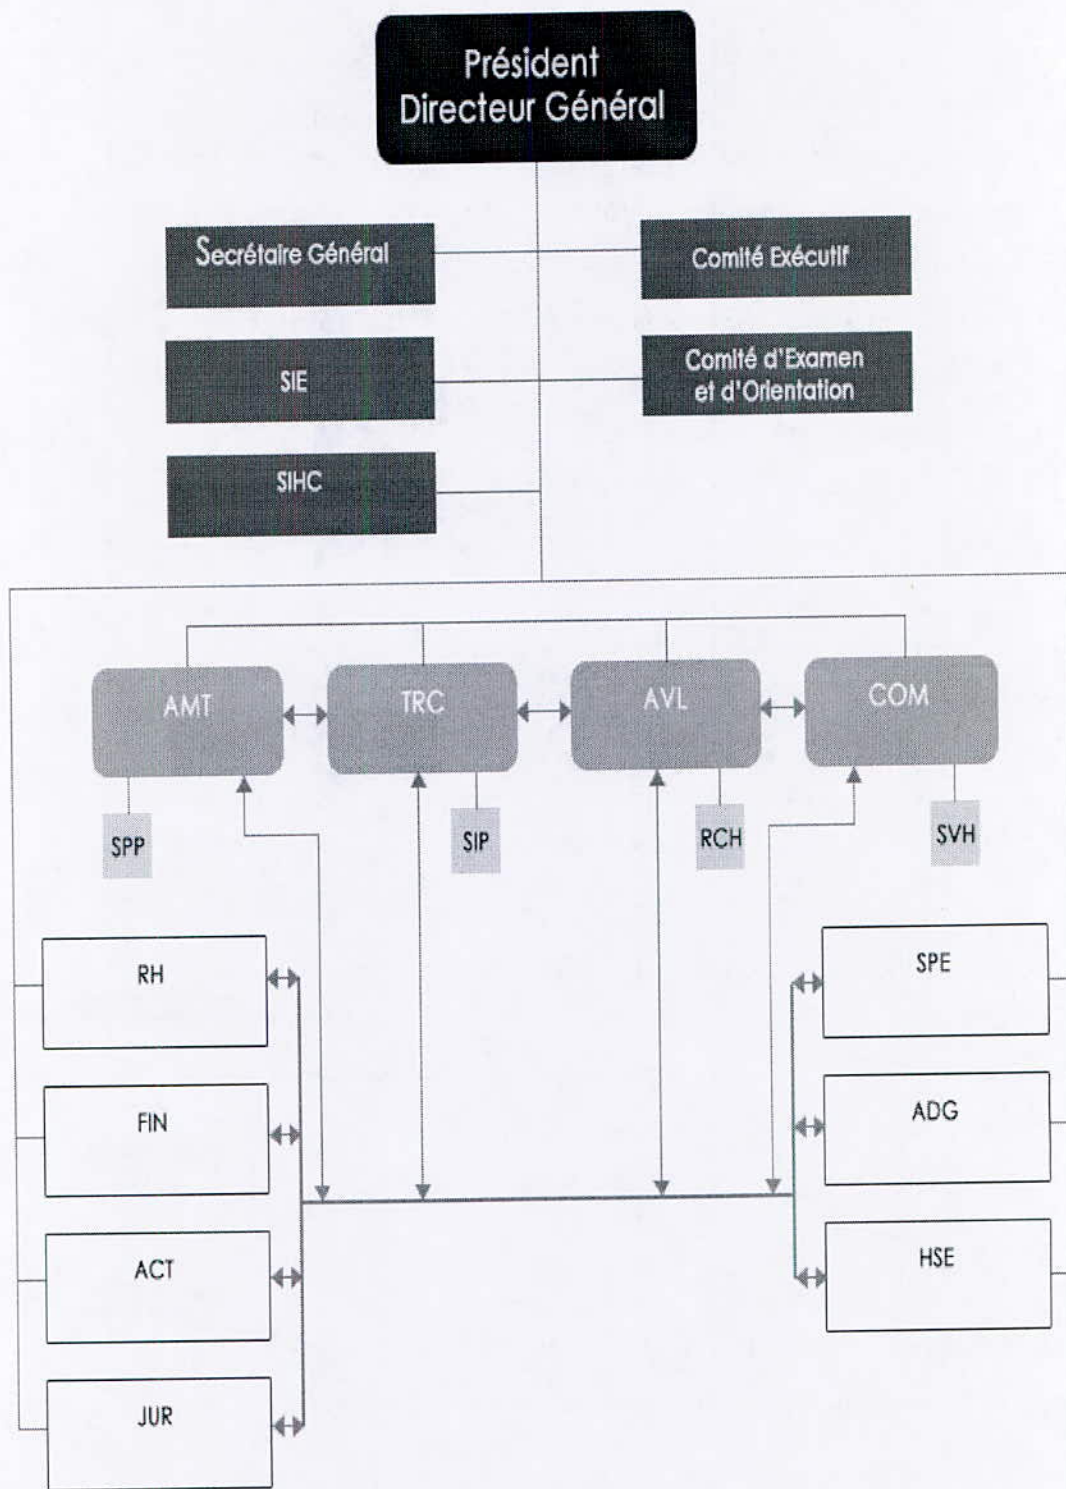 Président
Directeur Général
Secrétaire Général
Comité Exécutif
SIE
Comité d'Examen
et d'Orientation
SIHC
AMT
TRC
AVL
COM
SPP
SIP
RCH
SVH
RH
SPE
FIN
ADG
ACT
HSE
JUR